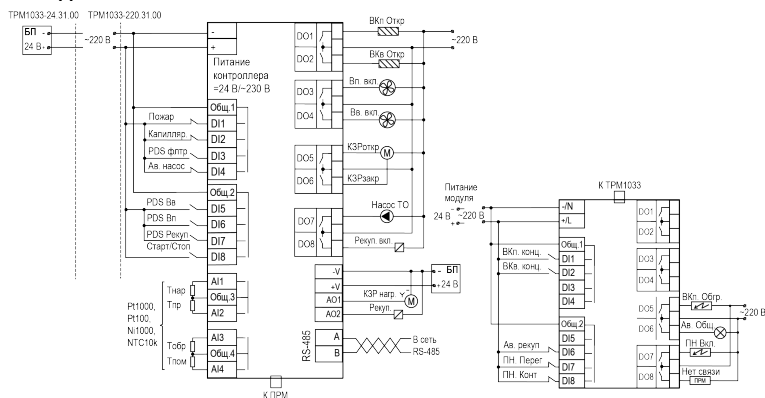 ТРМ1033-24.31.00
ТРМ1033-220.31.00
БП
-
24 В
~220 В
-
+
Питание
контроллера
=24 В/~230 В
Общ.1
Пожар
DI1
Капилляр.
DI2
PDS флтр
DI3
Ав. насос
DI4
Общ.2
PDS Вв
DI5
PDS Вп
DI6
PDS Рекуп
DI7
Старт/Стоп
DI8
Pt1000,
Pt100,
Ni1000,
NTC10k
Тнар
Тпр
AI1
Общ.3
AI2
Тобр
Тпом
AI3
Общ.4
AI4
DO1
ВКп Откр
DO2
ВКв Откр
~220 В
DO3
Вп. вкл.
DO4
Вв. вкл
DO5
КЗРоткр
М
DO6
КЗРзакр
DO7
Насос ТО
DO8
Рекуп. вкл
-V
+V
- БП
+ 24 В
AO1
КЗР нагр.
Y
М
AO2
Рекуп.
RS-485
A
B
В сеть
RS-485
К ПРМ
К ТРМ1033
Питание
модуля
-
24 В ~220 В
+
-/N
+/L
Общ.1
ВКп. конц.
DI1
ВКв. конц.
DI2
DI3
DI4
Общ.2
DI5
Ав. рекуп
DI6
ПН. Перег
DI7
ПН. Конт
DI8
DO1
DO2
DO3
DO4
DO5
ВКп. Обгр.
DO6
Ав Общ
~220 В
DO7
ПН Вкл.
DO8
Нет связи
ПРМ